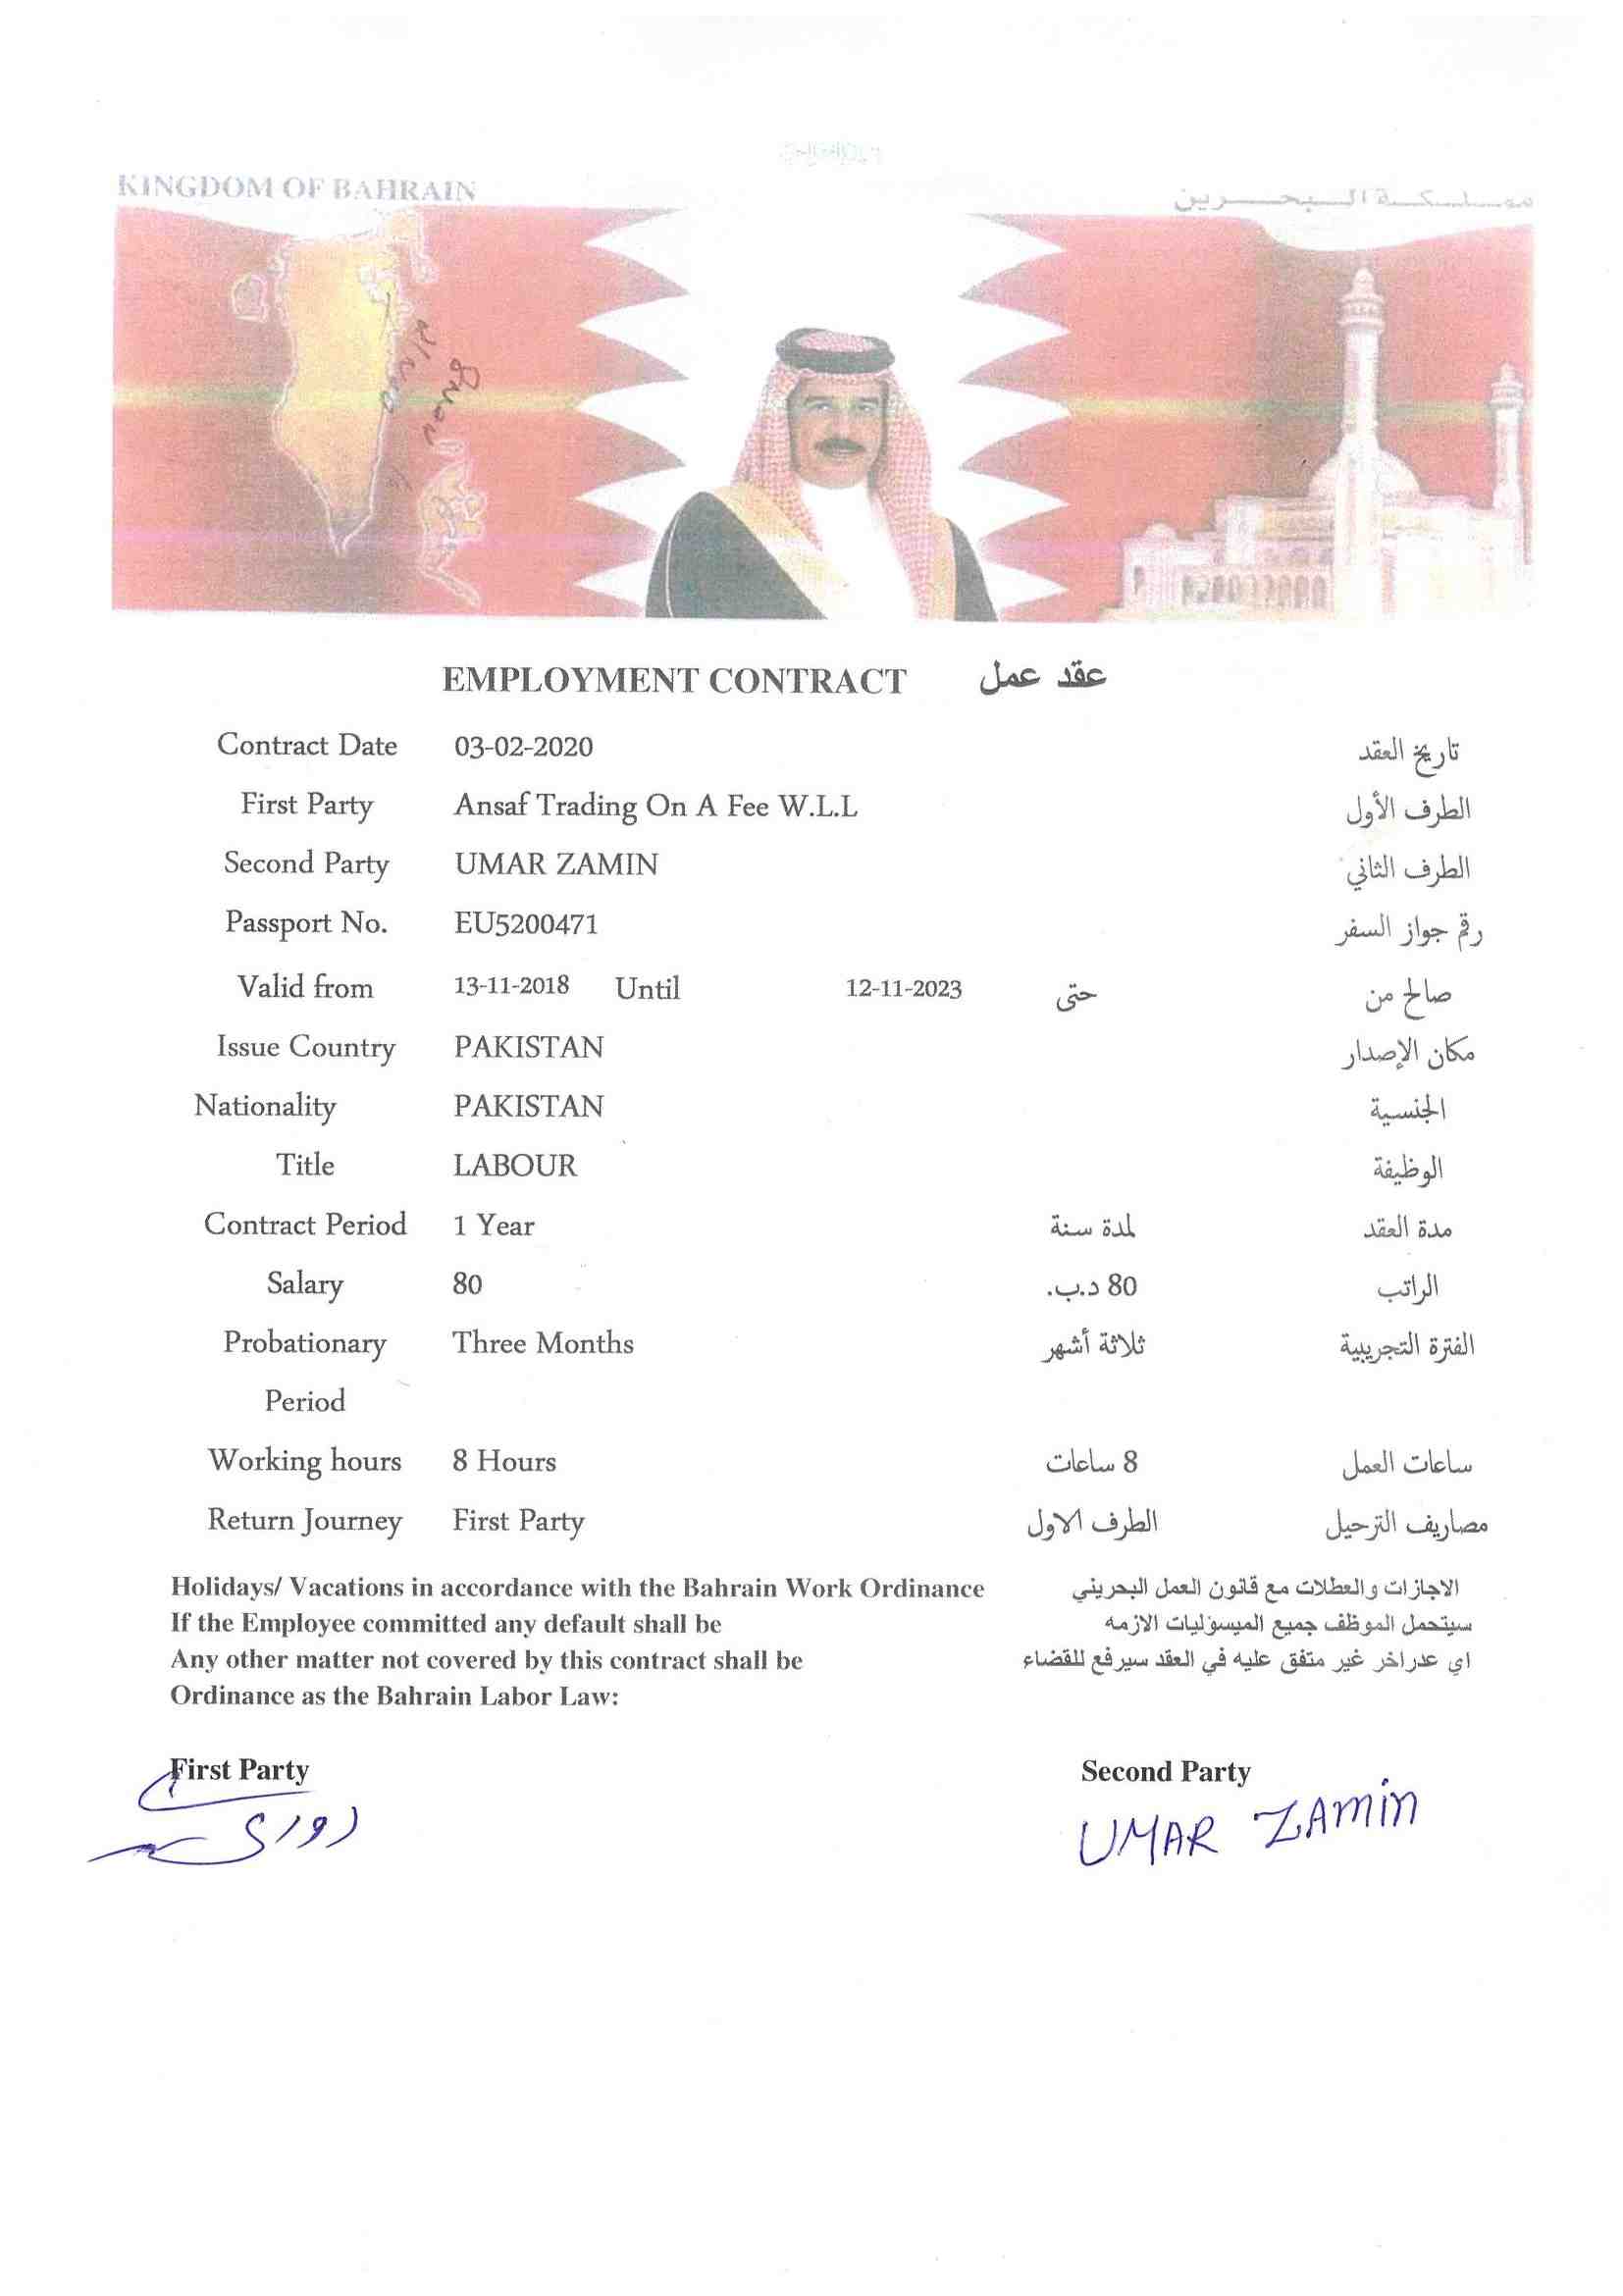 KINGDOM OF BAHRAIN مملكة البحرين
EMPLOYMENT CONTRACT عقد عمل
Contract Date 03-02-2020 تاريخ العقد
First Party Ansaf Trading On A Fee W.L.L الطرف الأول
Second Party UMAR ZAMIN الطرف الثاني
Passport No. EU5200471 رقم جواز السفر
Valid from 13-11-2018 Until 12-11-2023 حتى صالح من
Issue Country PAKISTAN مكان الإصدار
Nationality PAKISTAN الجنسية
Title LABOUR الوظيفة
Contract Period 1 Year لمدة سنة مدة العقد
Salary 80 80 د.ب. الراتب
Probationary Three Months ثلاثة أشهر الفترة التجريبية
Period
Working hours 8 Hours 8 ساعات ساعات العمل
Return Journey First Party الطرف الاول مصاريف الترحيل
Holidays/ Vacations in accordance with the Bahrain Work Ordinance الاجازات والعطلات مع قانون العمل البحريني
If the Employee committed any default shall be سيتحمل الموظف جميع الميسؤليات الازمه
Any other matter not covered by this contract shall be اي عدراخر غير متفق عليه في العقد سيرفع للقضاء
Ordinance as the Bahrain Labor Law:
First Party Second Party
UMAR ZAMIN